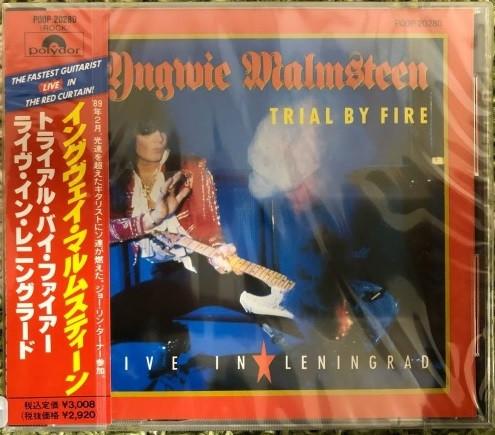 POOP 20280
ROCK
polydor
THE FASTEST GUITARIST
LIVE IN
THE RED CURTAIN!
イングヴェイ・マルムスティーン
トライアル・バイ・ファイアー
ライヴ・イン・レニングラード
'89年2月、光速を超えたギタリストにソ連が燃えた。ジョー・リン・ターナー参加。
税込定価 ¥3,008
(税抜価格 ¥2,920
POOP 20280
Yngwie Malmsteen
TRIAL BY FIRE
LIVE IN★LENINGRAD